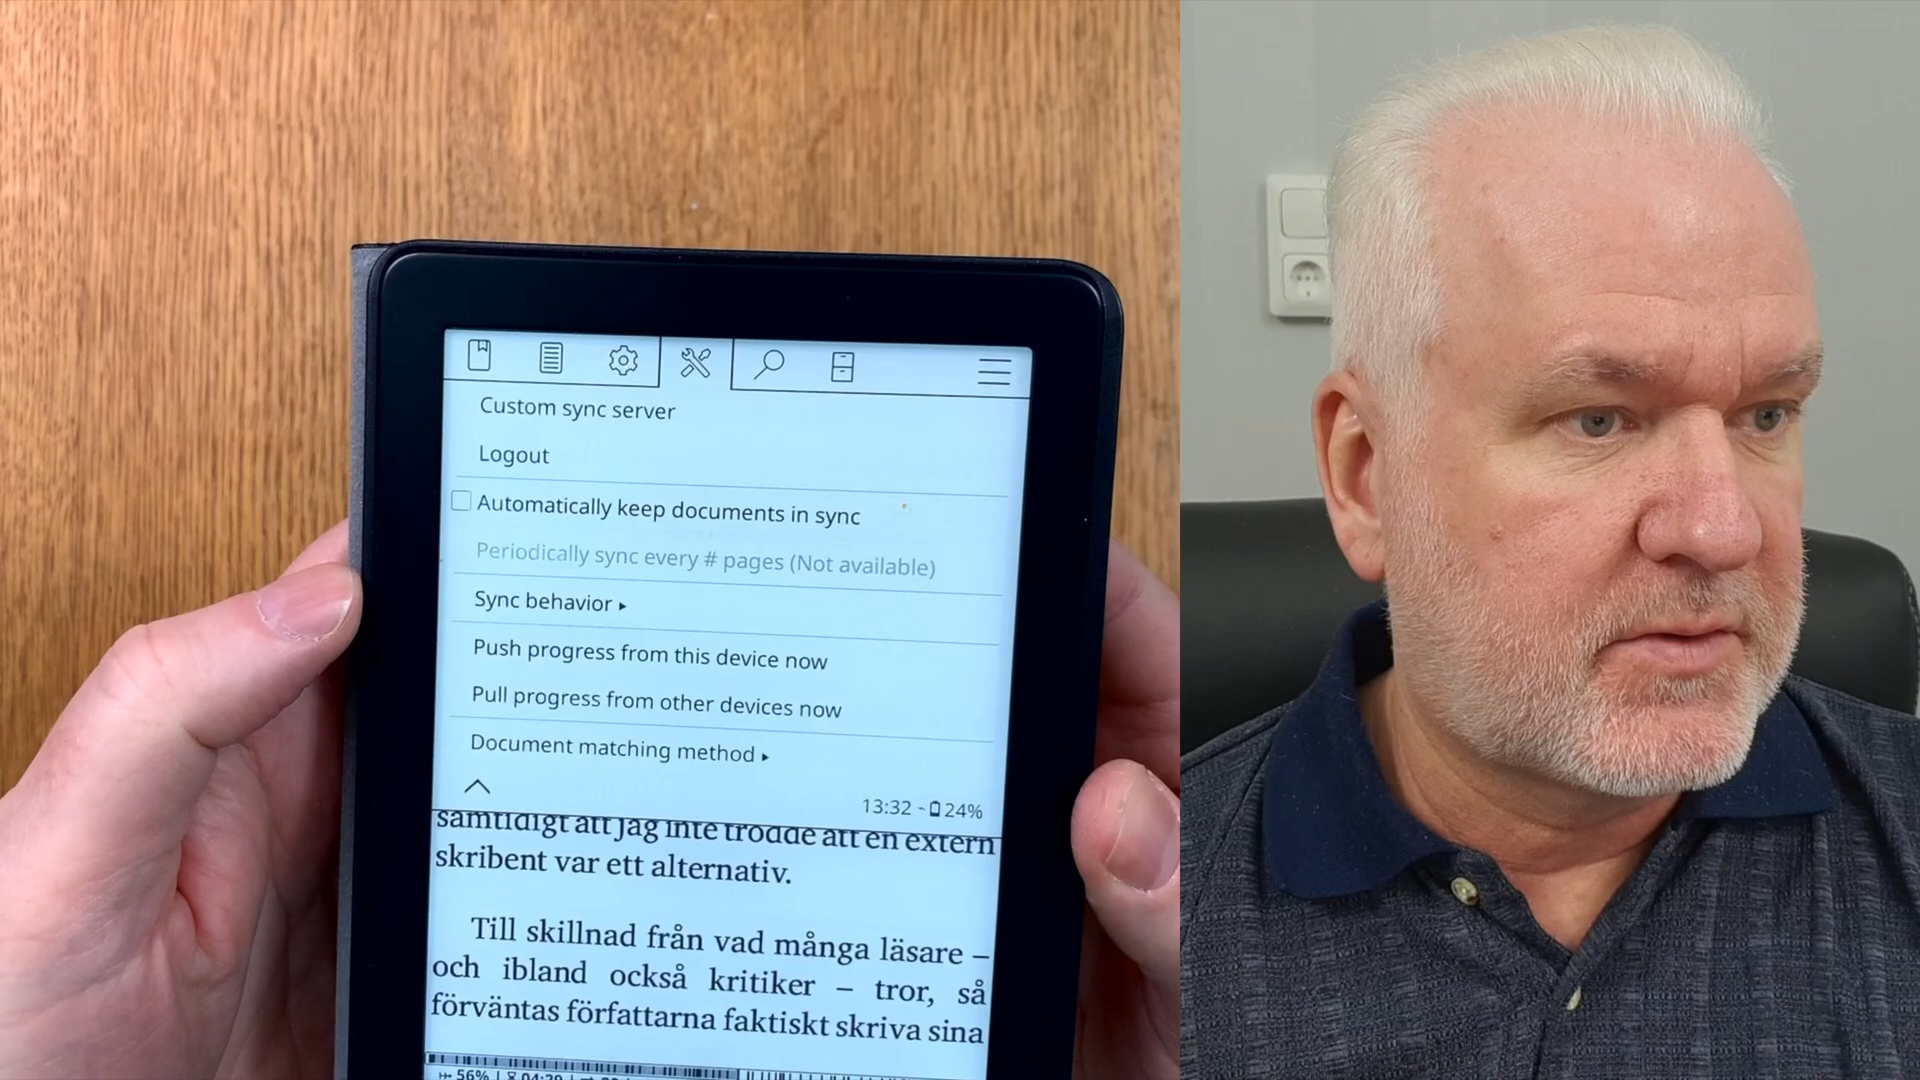 Custom sync server
Logout
Automatically keep documents in sync
Periodically sync every # pages (Not available)
Sync behavior ▸
Push progress from this device now
Pull progress from other devices now
Document matching method ▸
13:32 24%
samtidigt att jag inte trodde att en extern
skribent var ett alternativ.
Till skillnad från vad många läsare –
och ibland också kritiker – tror, så
förväntas författarna faktiskt skriva sina
56% | 04:20 |